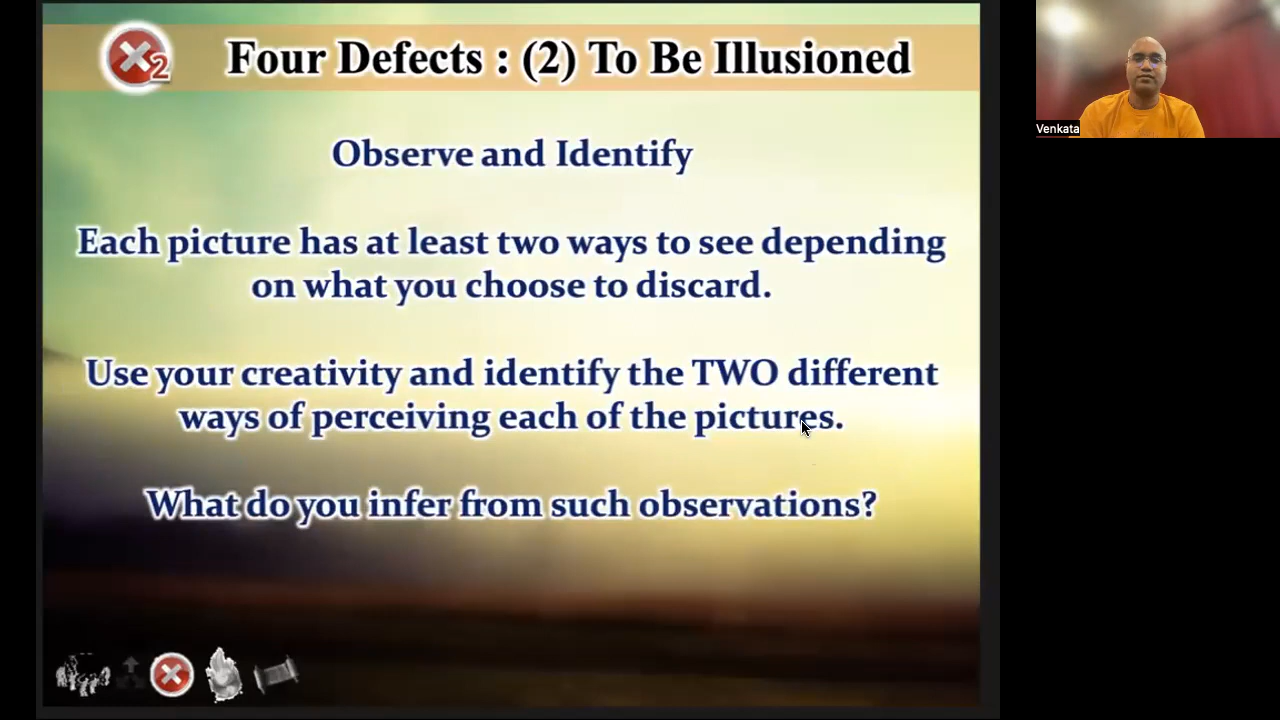 Four Defects : (2) To Be Illusioned
2
Observe and Identify
Each picture has at least two ways to see depending
on what you choose to discard.
Use your creativity and identify the TWO different
ways of perceiving each of the pictures.
What do you infer from such observations?
Venkata